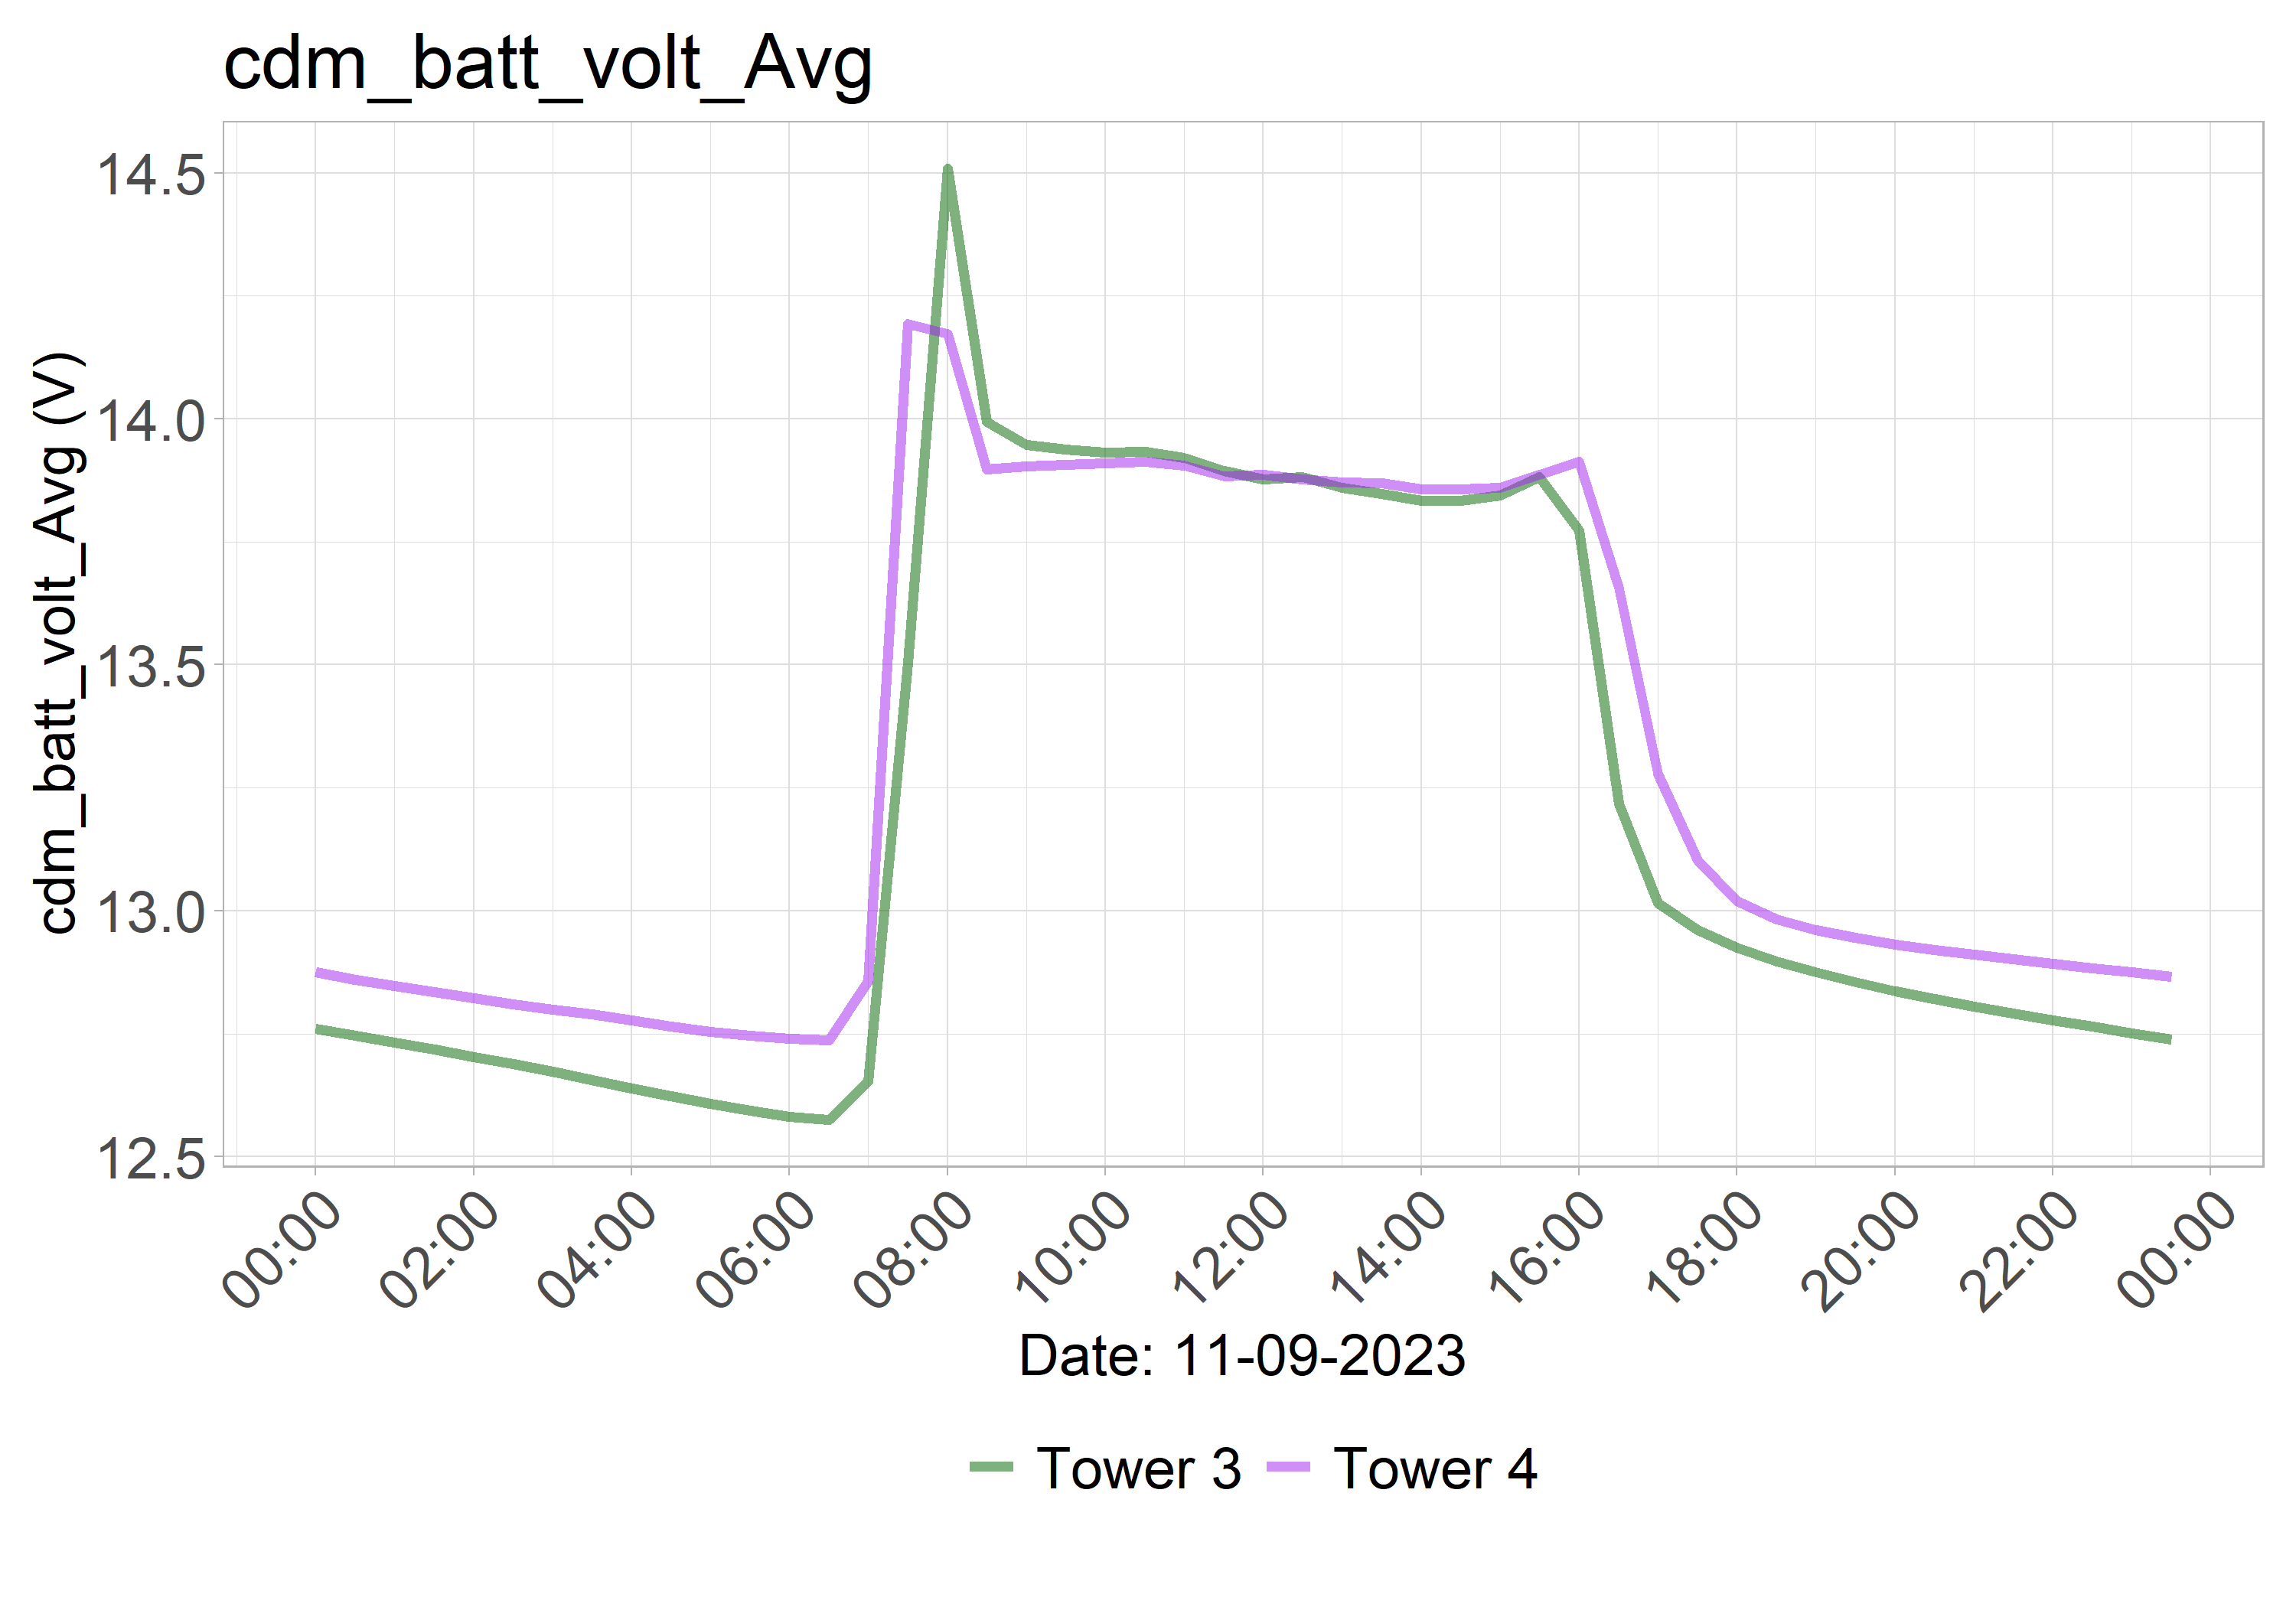 cdm_batt_volt_Avg
cdm_batt_volt_Avg (V)
14.5
14.0
13.5
13.0
12.5
00:00 02:00 04:00 06:00 08:00 10:00 12:00 14:00 16:00 18:00 20:00 22:00 00:00
Date: 11-09-2023
Tower 3 Tower 4